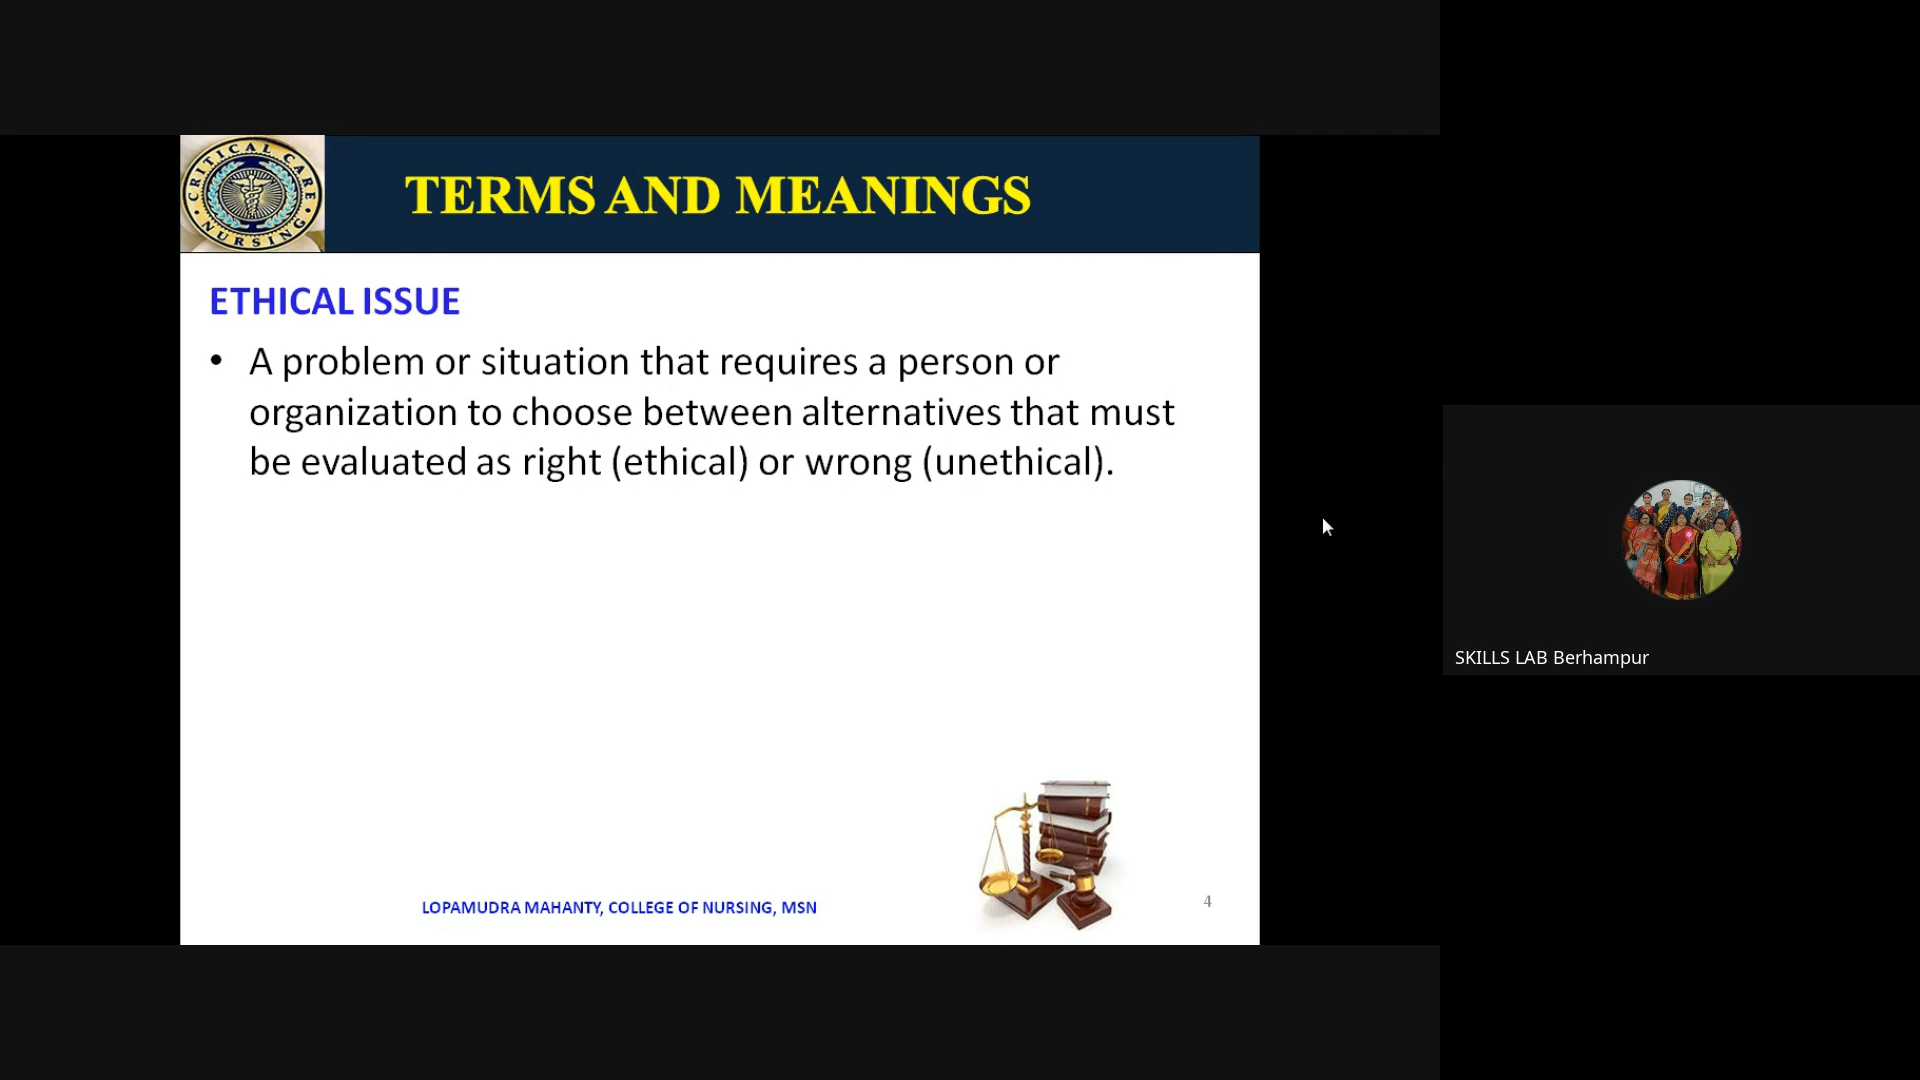 CRITICAL CARE
NURSING
TERMS AND MEANINGS
ETHICAL ISSUE
• A problem or situation that requires a person or
organization to choose between alternatives that must
be evaluated as right (ethical) or wrong (unethical).
LOPAMUDRA MAHANTY, COLLEGE OF NURSING, MSN
4
SKILLS LAB Berhampur